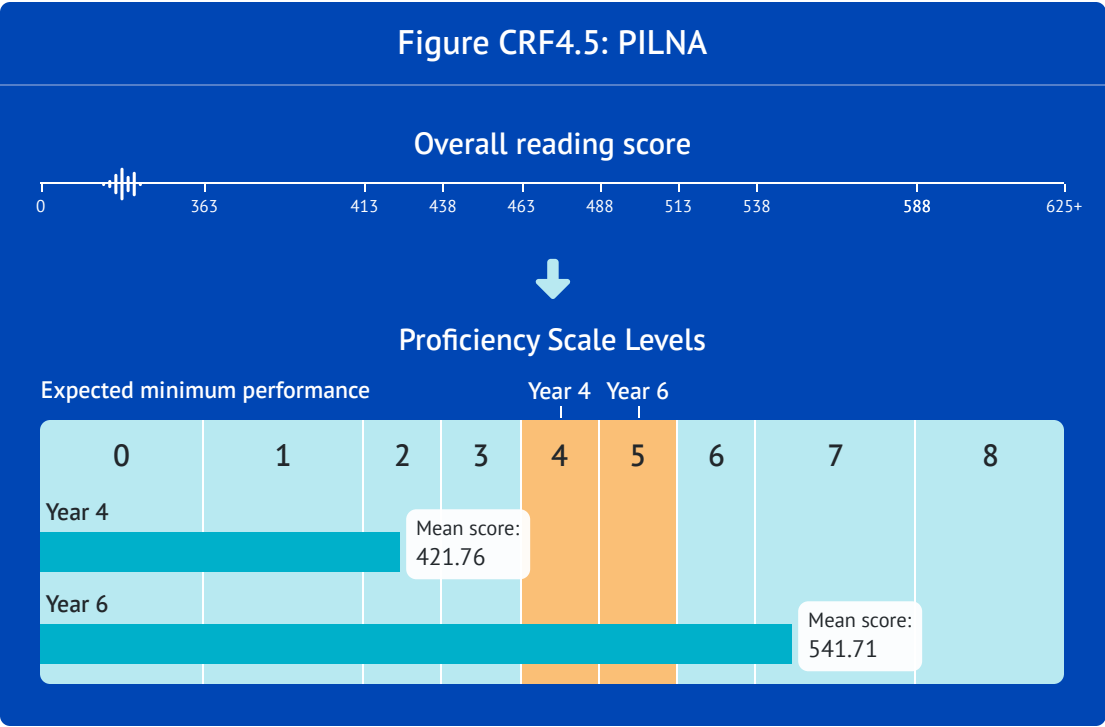 Figure CRF4.5: PILNA
Overall reading score
0 363 413 438 463 488 513 538 588 625+
Proficiency Scale Levels
Expected minimum performance Year 4 Year 6
0 1 2 3 4 5 6 7 8
Year 4
Mean score:
421.76
Year 6
Mean score:
541.71